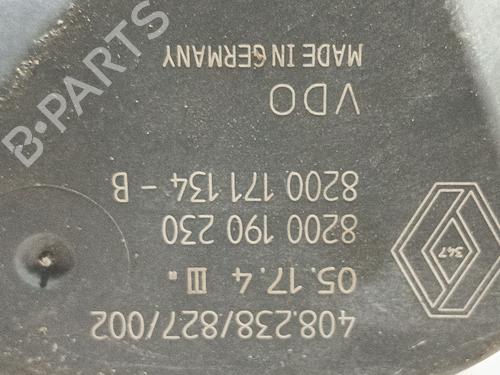 408.238/827/002
05.17.4 III.
8200 190 230
8200 171 134 - B
VDO
MADE IN GERMANY
347
B-PARTS